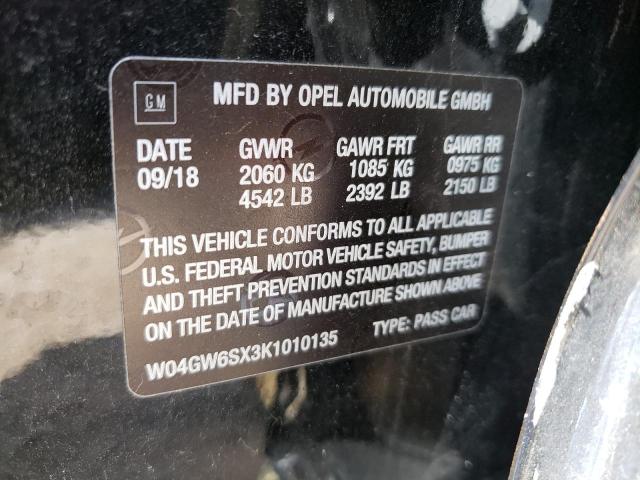 GM
MFD BY OPEL AUTOMOBILE GMBH
DATE GVWR GAWR FRT GAWR RR
09/18 2060 KG 1085 KG 0975 KG
4542 LB 2392 LB 2150 LB
THIS VEHICLE CONFORMS TO ALL APPLICABLE
U.S. FEDERAL MOTOR VEHICLE SAFETY, BUMPER
AND THEFT PREVENTION STANDARDS IN EFFECT
ON THE DATE OF MANUFACTURE SHOWN ABOVE
W04GW6SX3K1010135 TYPE: PASS CAR